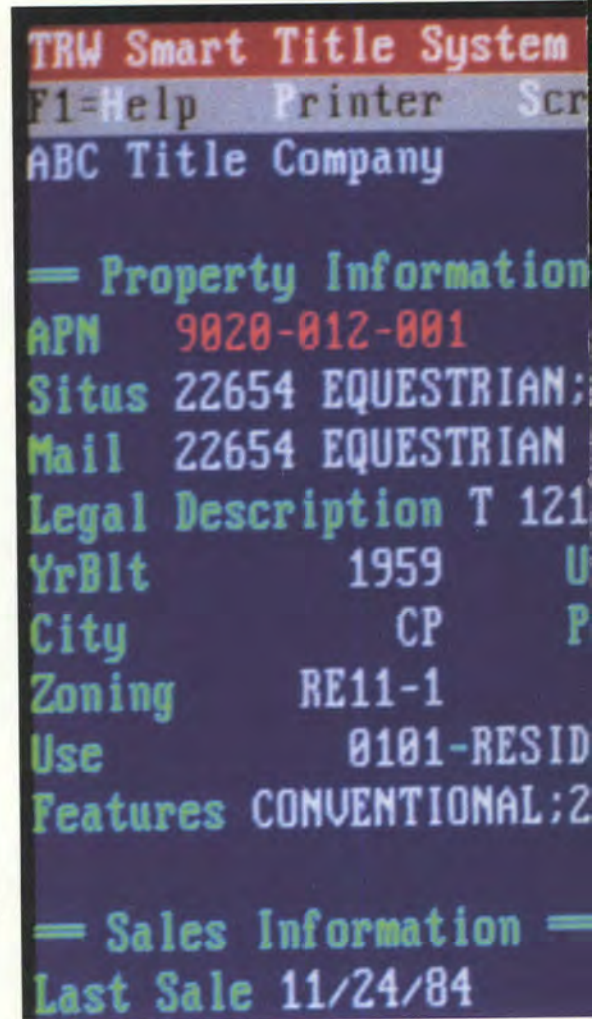 TRW Smart Title System
F1=Help Printer Scr
ABC Title Company
Property Information
APN 9020-012-001
Situs 22654 EQUESTRIAN;
Mail 22654 EQUESTRIAN
Legal Description T 121
YrBlt 1959 U
City CP P
Zoning RE11-1
Use 0101-RESID
Features CONVENTIONAL;2
Sales Information
Last Sale 11/24/84